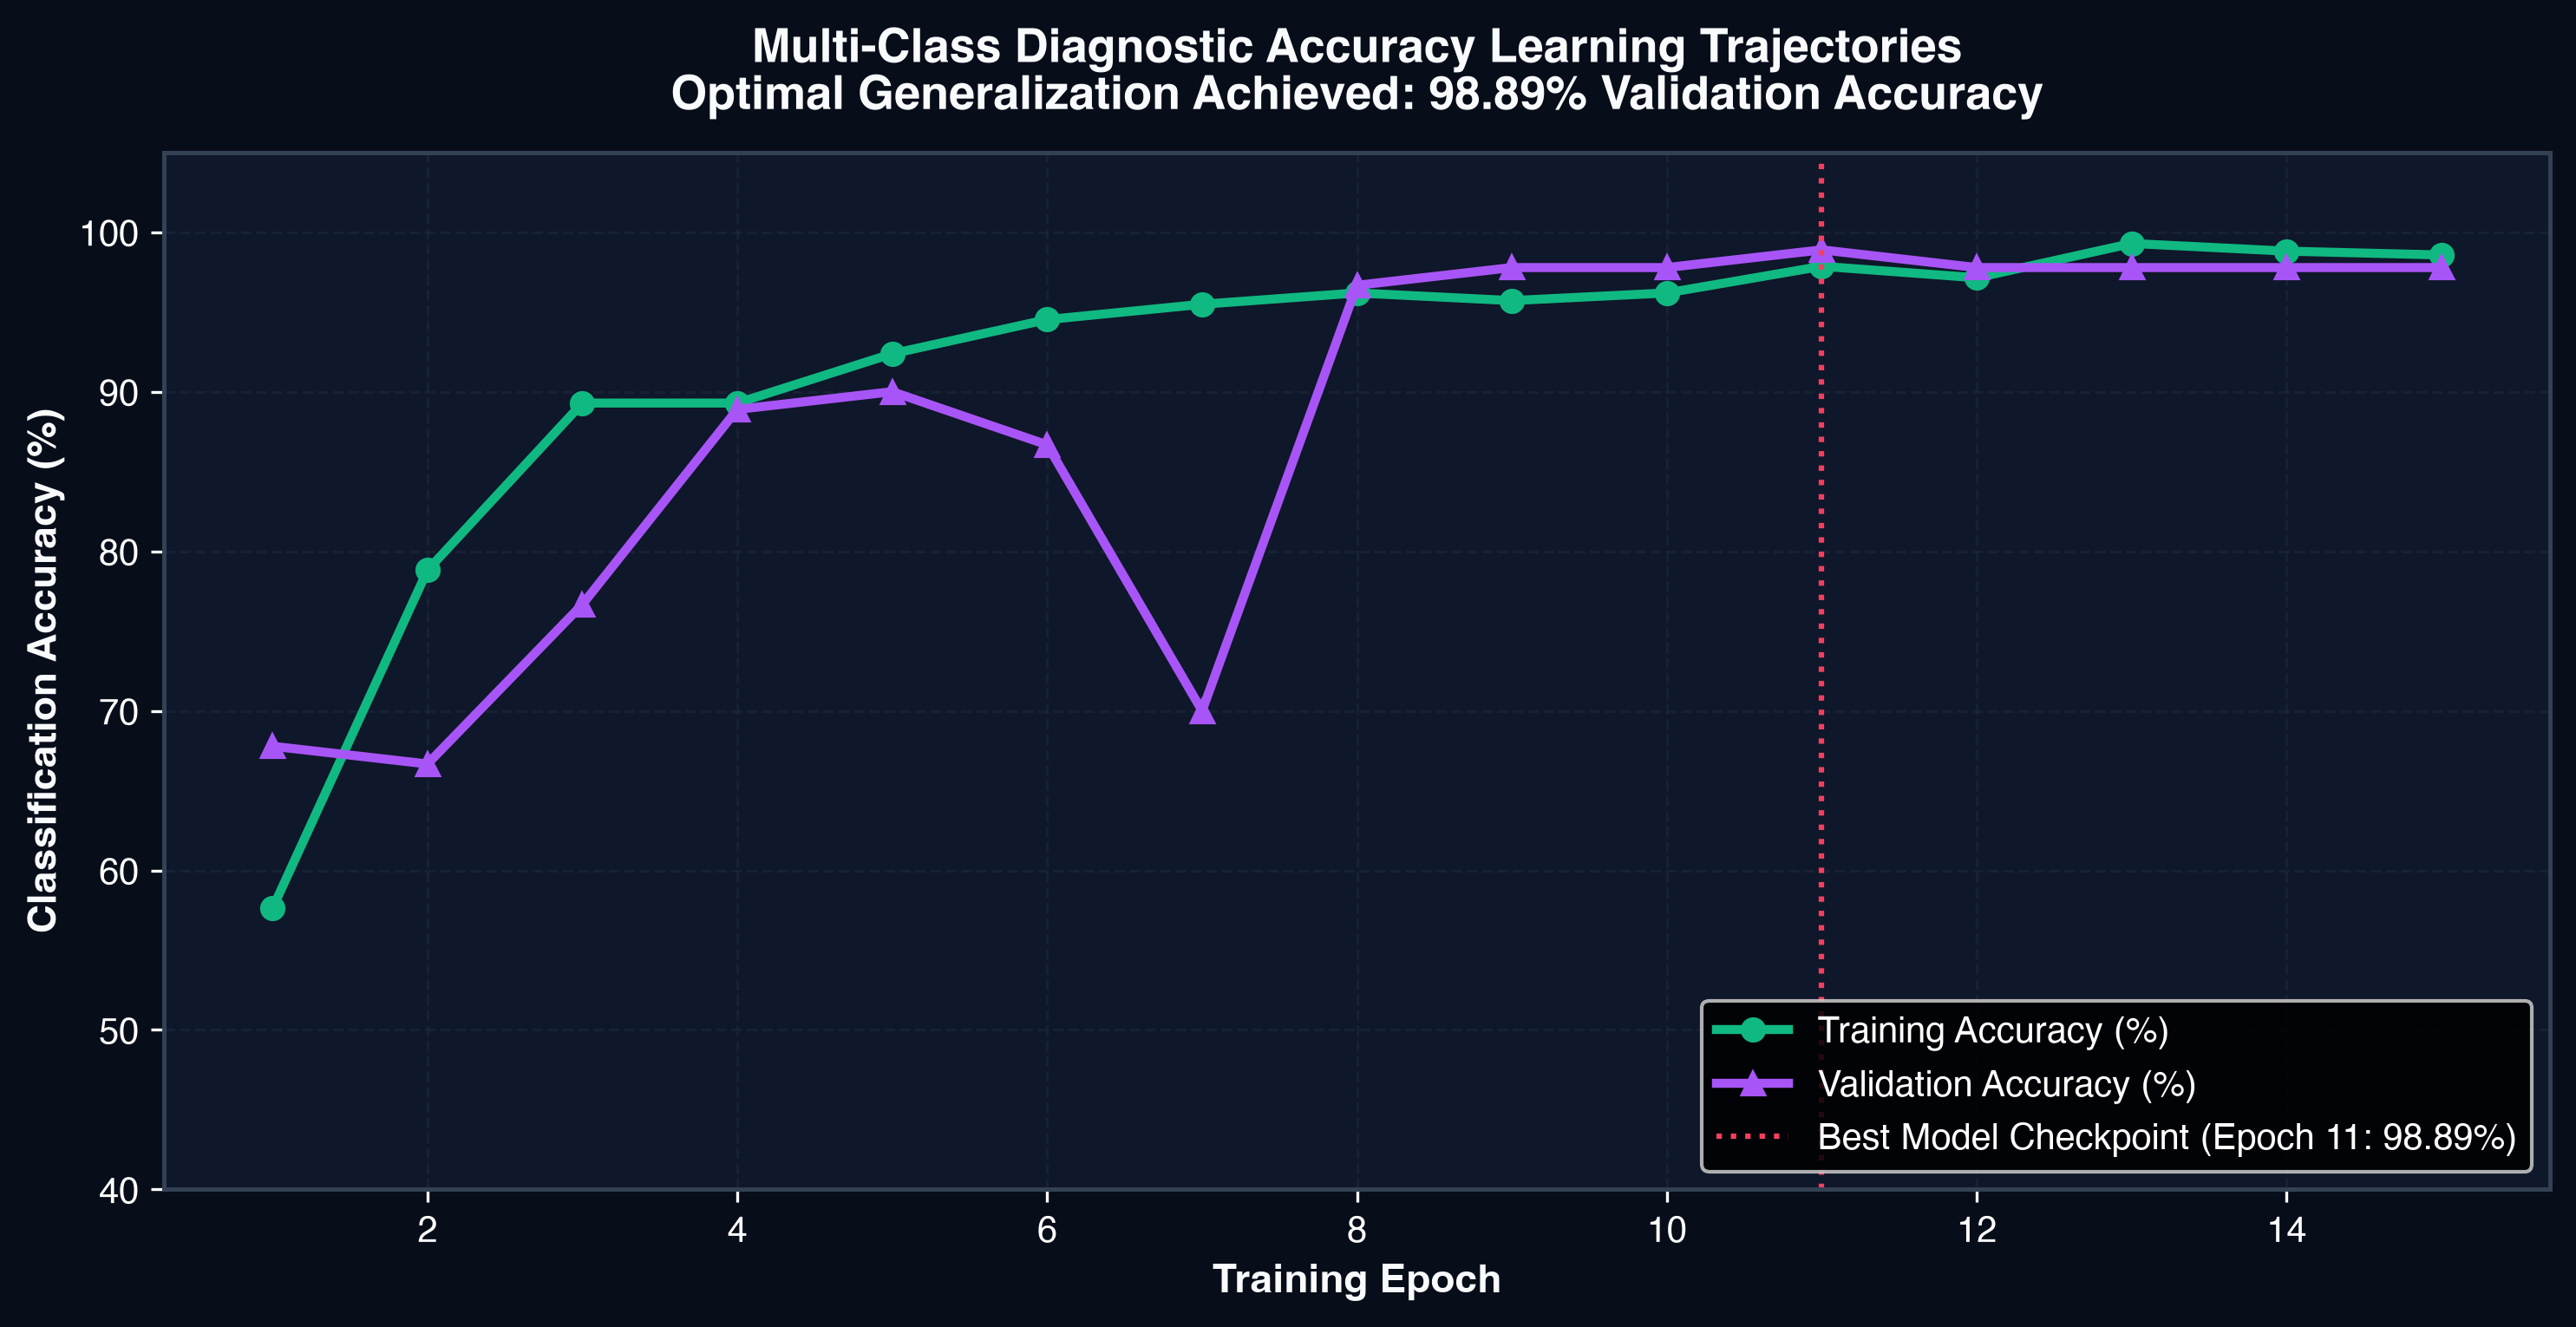 Multi-Class Diagnostic Accuracy Learning Trajectories
Optimal Generalization Achieved: 98.89% Validation Accuracy
Classification Accuracy (%)
100
90
80
70
60
50
40
2
4
6
8
10
12
14
Training Epoch
Training Accuracy (%)
Validation Accuracy (%)
Best Model Checkpoint (Epoch 11: 98.89%)